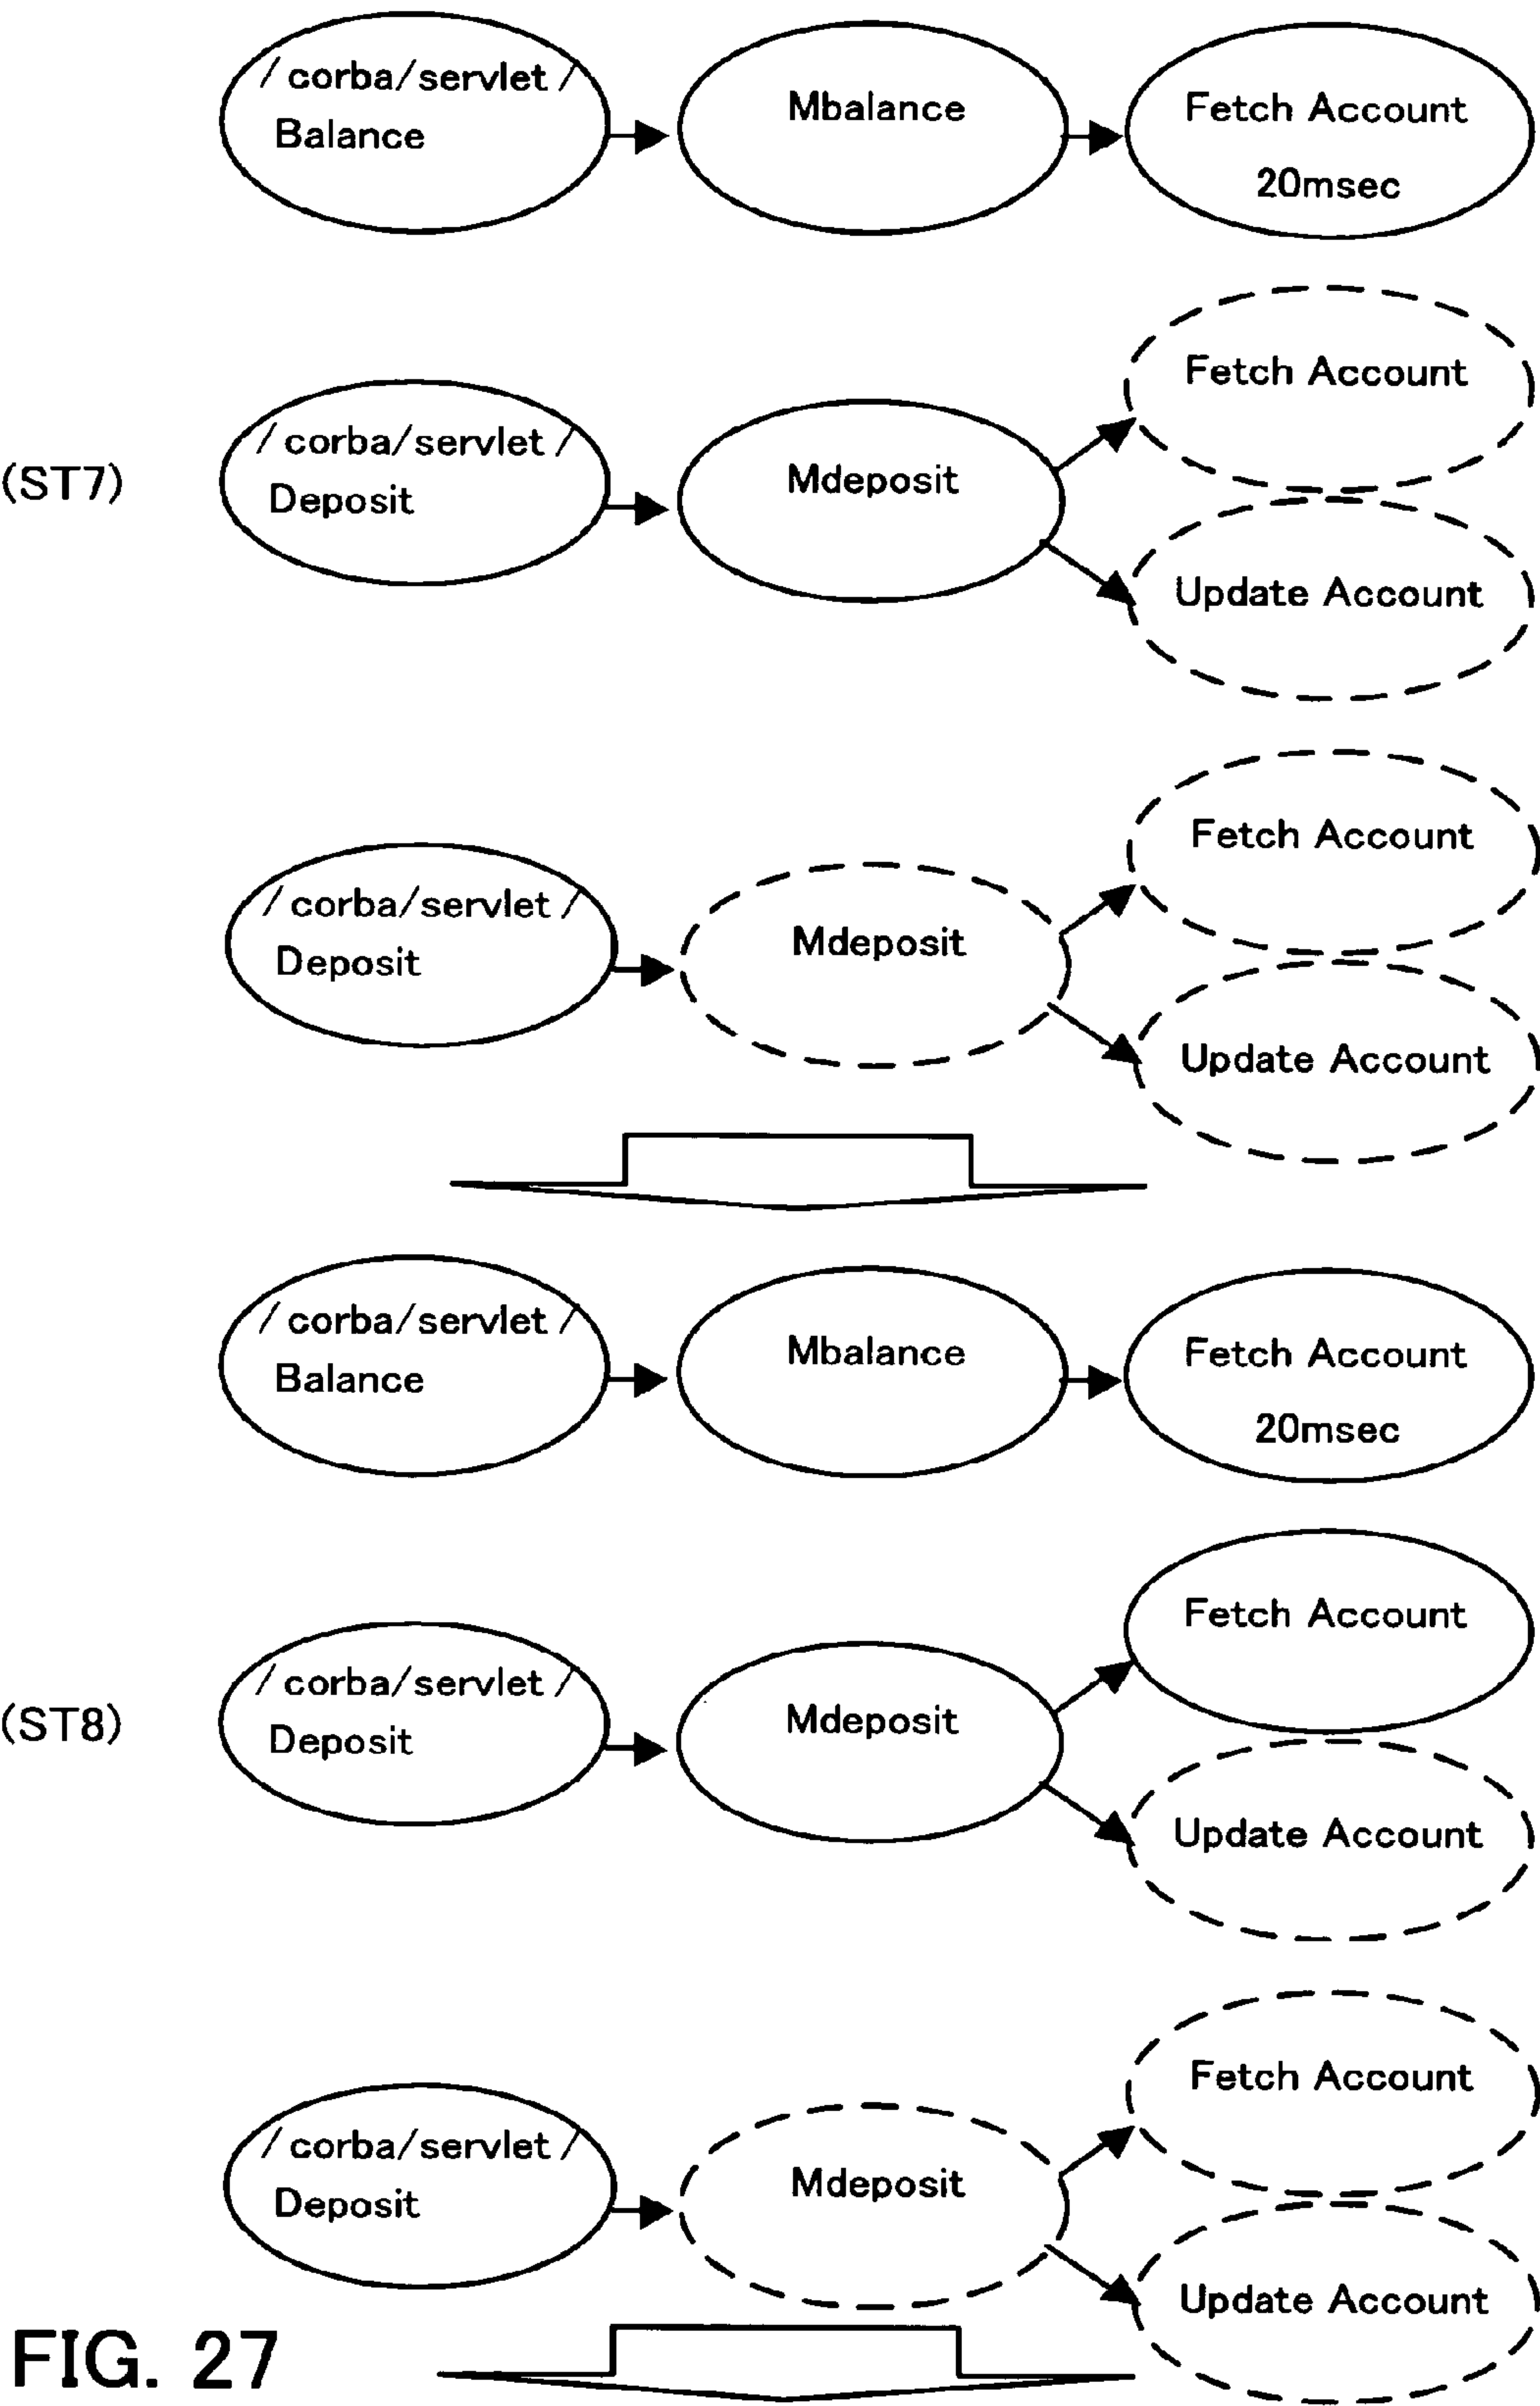 /corba/servlet/
Balance
Mbalance
Fetch Account
20msec
(ST7)
/corba/servlet/
Deposit
Mdeposit
Fetch Account
Update Account
/corba/servlet/
Deposit
Mdeposit
Fetch Account
Update Account
/corba/servlet/
Balance
Mbalance
Fetch Account
20msec
(ST8)
/corba/servlet/
Deposit
Mdeposit
Fetch Account
Update Account
/corba/servlet/
Deposit
Mdeposit
Fetch Account
Update Account
FIG. 27